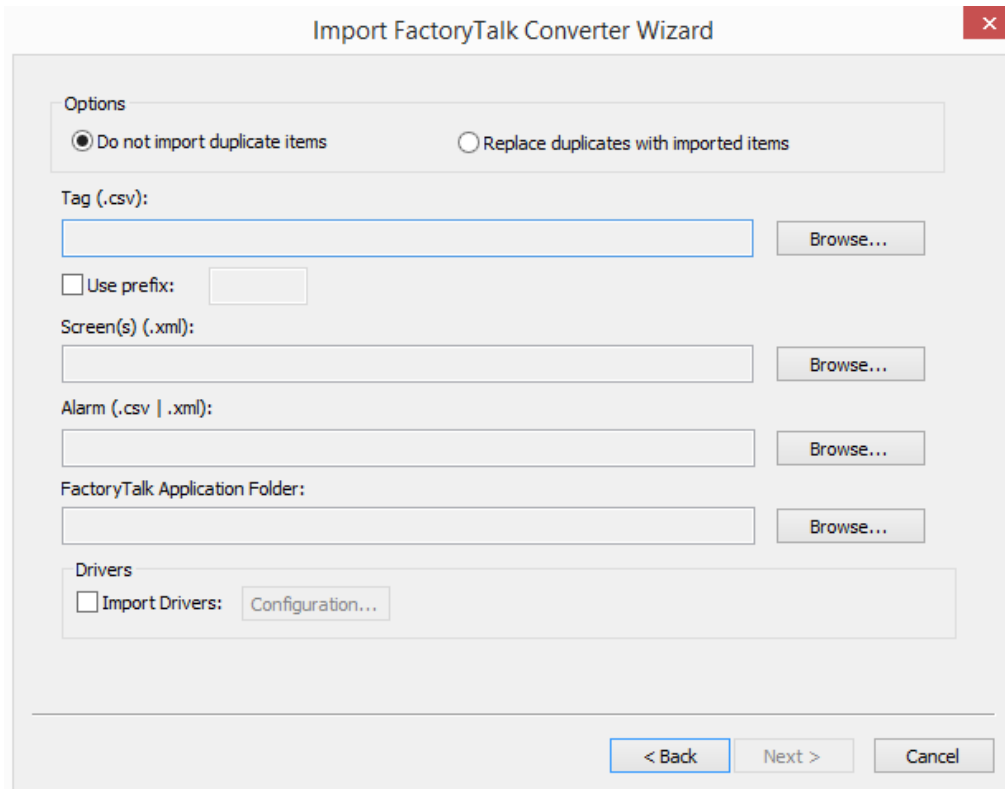 Import FactoryTalk Converter Wizard
Options
Do not import duplicate items
Replace duplicates with imported items
Tag (.csv):
Browse...
Use prefix:
Screen(s) (.xml):
Browse...
Alarm (.csv | .xml):
Browse...
FactoryTalk Application Folder:
Browse...
Drivers
Import Drivers:
Configuration...
< Back
Next >
Cancel